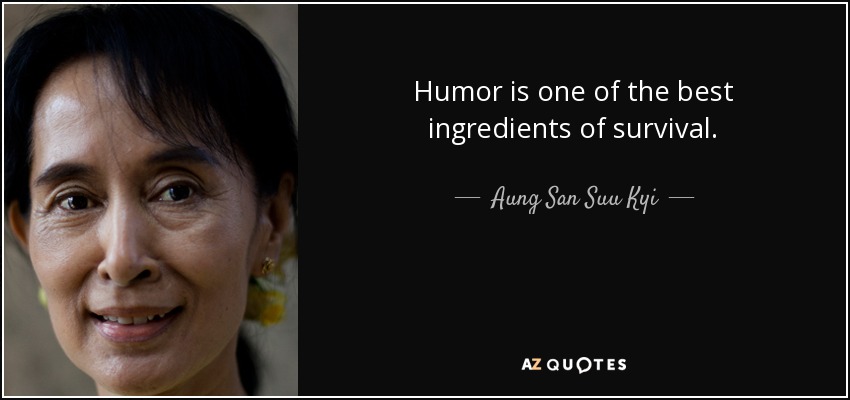 Humor is one of the best
ingredients of survival.
— Aung San Suu Kyi —
AZ QUOTES